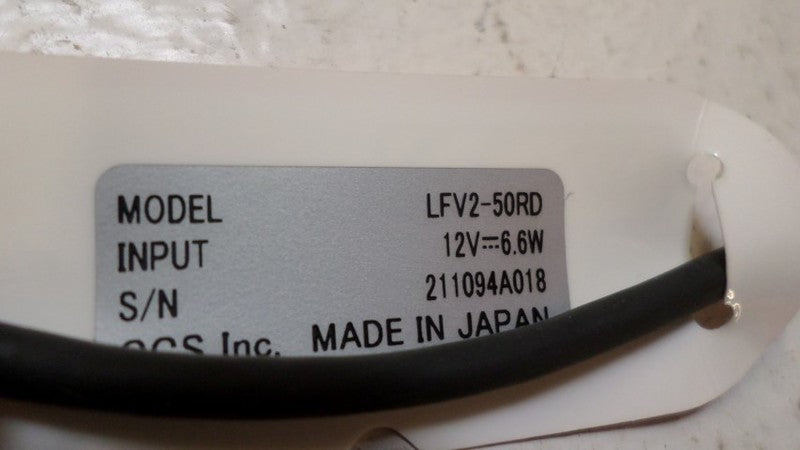 MODEL LFV2-50RD
INPUT 12V⎓6.6W
S/N 211094A018
Inc. MADE IN JAPAN